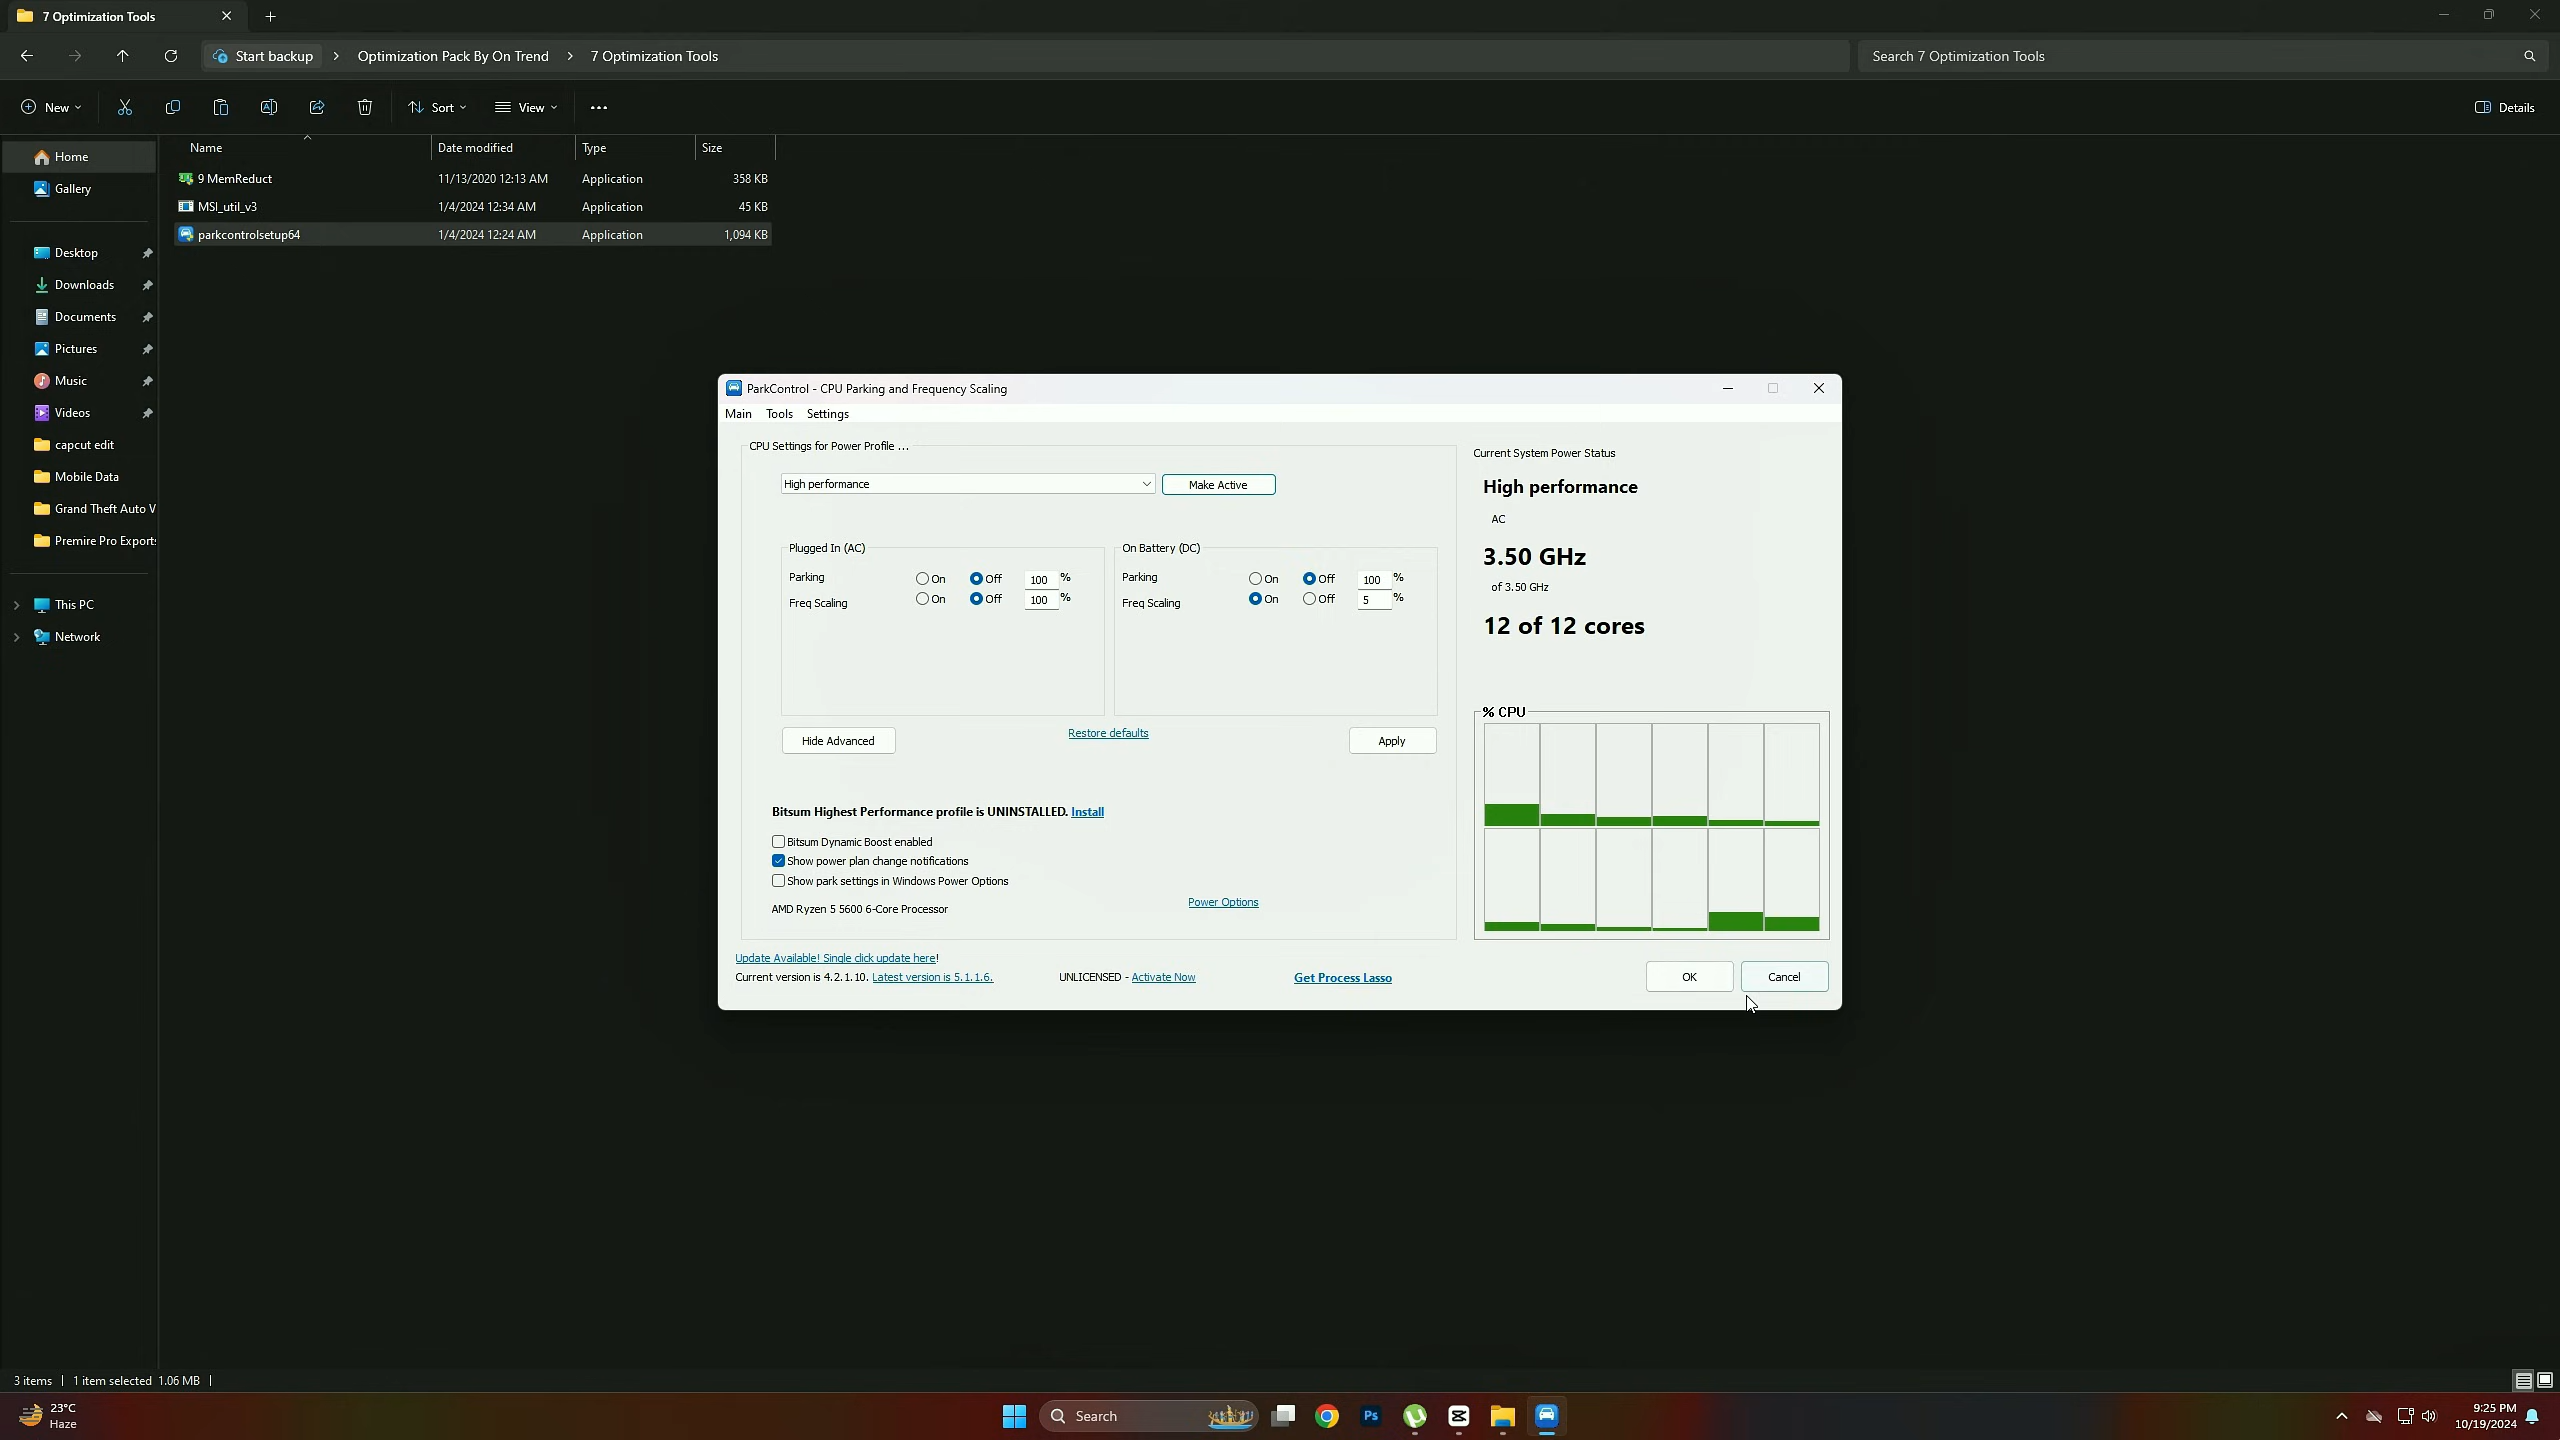 7 Optimization Tools
Start backup > Optimization Pack By On Trend > 7 Optimization Tools
Search 7 Optimization Tools
New
Sort
View
Details
Name
Date modified
Type
Size
9 MemReduct 11/13/2020 12:13 AM Application 358 KB
MSI_util_v3 1/4/2024 12:34 AM Application 45 KB
parkcontrolsetup64 1/4/2024 12:24 AM Application 1,094 KB
Home
Gallery
Desktop
Downloads
Documents
Pictures
Music
Videos
capcut edit
Mobile Data
Grand Theft Auto V
Premire Pro Exports
This PC
Network
ParkControl - CPU Parking and Frequency Scaling
Main Tools Settings
CPU Settings for Power Profile ...
High performance
Make Active
Plugged In (AC)
Parking On Off 100 %
Freq Scaling On Off 100 %
On Battery (DC)
Parking On Off 100 %
Freq Scaling On Off 5 %
Hide Advanced
Restore defaults
Apply
Bitsum Highest Performance profile is UNINSTALLED. Install
Bitsum Dynamic Boost enabled
Show power plan change notifications
Show park settings in Windows Power Options
AMD Ryzen 5 5600 6-Core Processor
Power Options
Current System Power Status
High performance
AC
3.50 GHz
of 3.50 GHz
12 of 12 cores
% CPU
Update Available! Single click update here!
Current version is 4.2.1.10. Latest version is 5.1.1.6.
UNLICENSED - Activate Now
Get Process Lasso
OK
Cancel
3 items | 1 item selected 1.06 MB |
23°C
Haze
Search
Ps
9:25 PM
10/19/2024